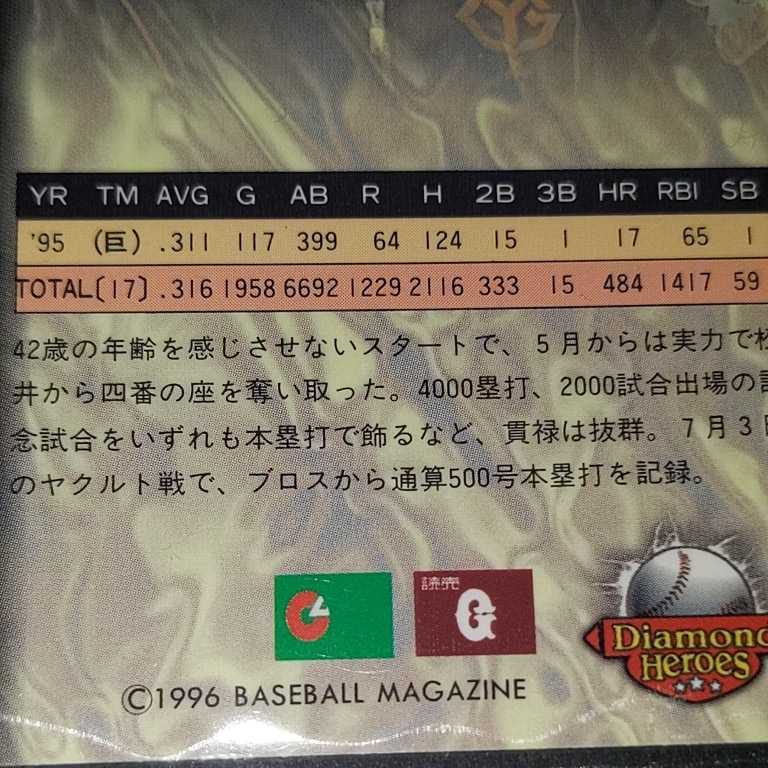 YR TM AVG G AB R H 2B 3B HR RBI SB
'95 (巨) .311 117 399 64 124 15 1 17 65 1
TOTAL〔17〕 .316 1958 6692 1229 2116 333 15 484 1417 59
42歳の年齢を感じさせないスタートで、5月からは実力で松
井から四番の座を奪い取った。4000塁打、2000試合出場の記
念試合をいずれも本塁打で飾るなど、貫禄は抜群。7月3日
のヤクルト戦で、ブロスから通算500号本塁打を記録。
読売
G
Diamond
Heroes
©1996 BASEBALL MAGAZINE